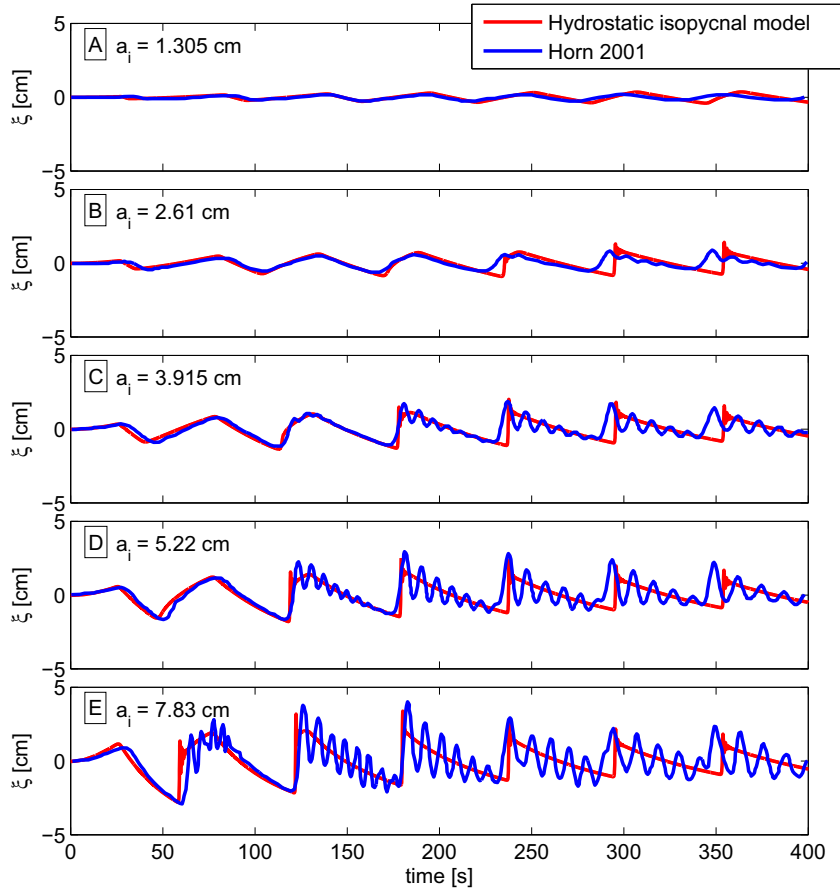 Hydrostatic isopycnal model
Horn 2001
5
0
−5
ξ [cm]
A a_i = 1.305 cm
5
0
−5
ξ [cm]
B a_i = 2.61 cm
5
0
−5
ξ [cm]
C a_i = 3.915 cm
5
0
−5
ξ [cm]
D a_i = 5.22 cm
5
0
−5
ξ [cm]
E a_i = 7.83 cm
0 50 100 150 200 250 300 350 400
time [s]